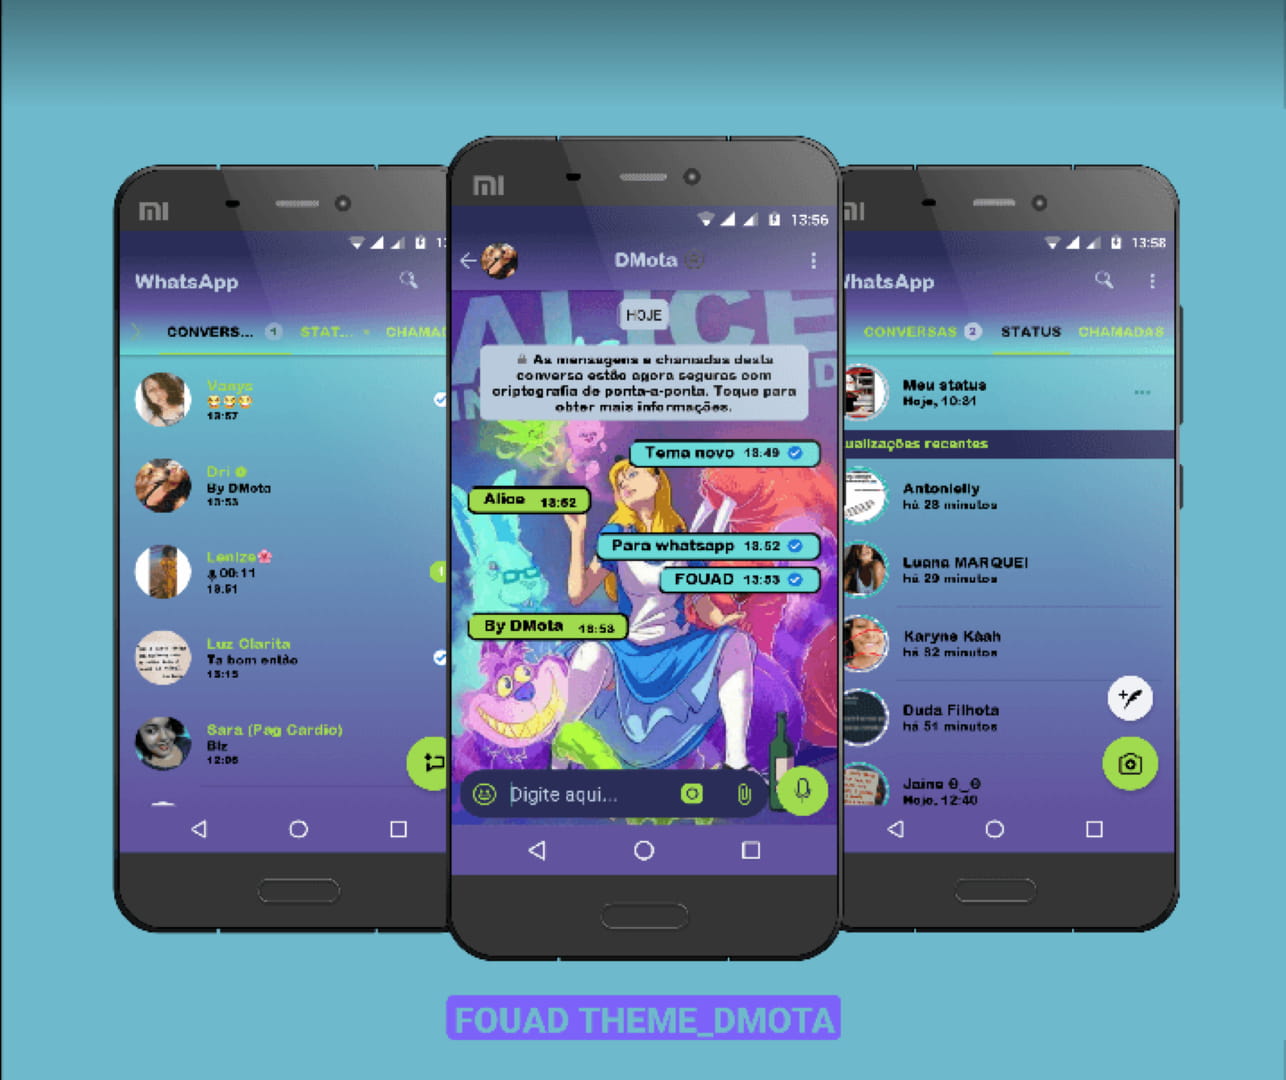 WhatsApp
CONVERS... 1 STAT... CHAMA
Vanys
13:57
Dri
By DMota
13:53
Lenize
00:11
13:51
1
Luz Clarita
Ta bom então
13:15
Sara (Pag Cardio)
Blz
12:06
MI
13:56
DMota
ALICE
HOJE
As mensagens e chamadas desta
conversa estão agora seguras com
criptografia de ponta-a-ponta. Toque para
obter mais informações.
Tema novo 13:49
Alice 13:52
Para whatsapp 13:52
FOUAD 13:53
By DMota 13:53
Digite aqui...
MI
13:58
WhatsApp
CONVERSAS 2 STATUS CHAMADAS
Meu status
Hoje, 10:31
ualizações recentes
Antonielly
há 28 minutos
Luana MARQUEI
há 29 minutos
Karyne Kàah
há 32 minutos
Duda Filhota
há 51 minutos
Jaine ʘ_ʘ
Hoje, 12:40
FOUAD THEME_DMOTA